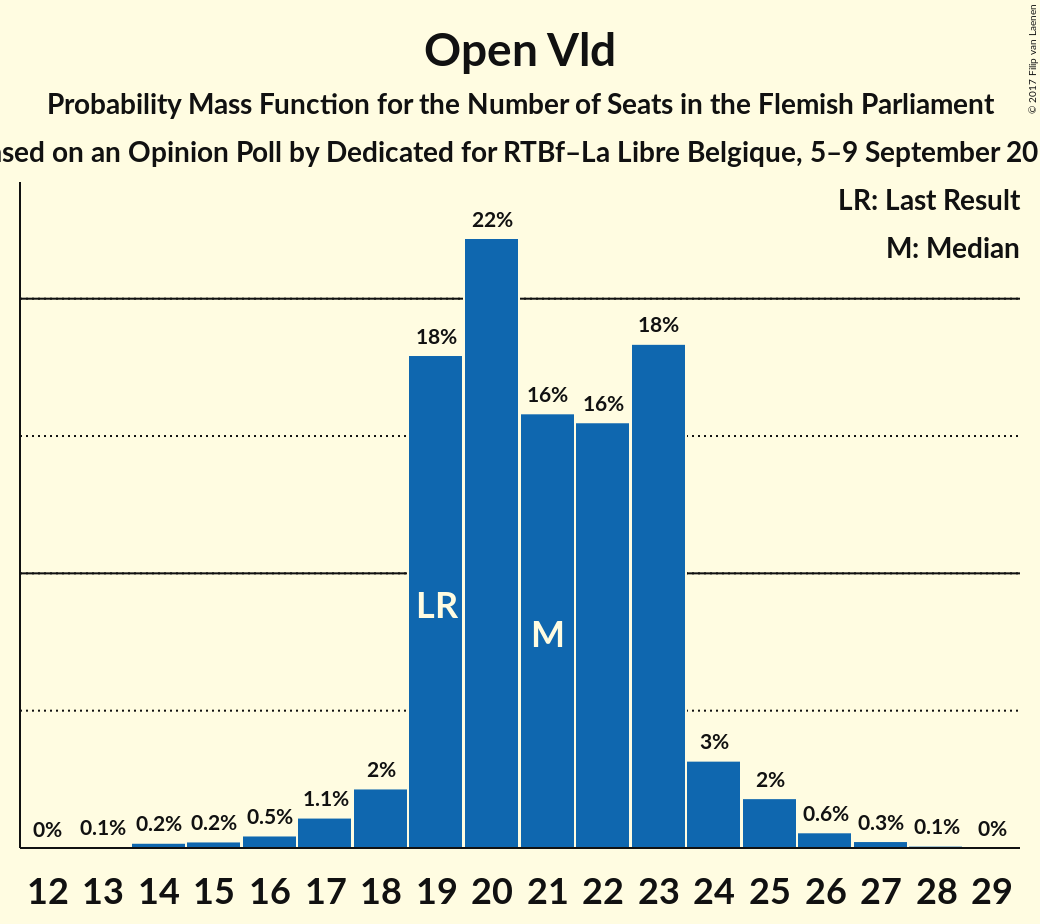 Open Vld
Probability Mass Function for the Number of Seats in the Flemish Parliament
on an Opinion Poll by Dedicated for RTBf–La Libre Belgique, 5–9 September
© 2017 Filip van Laenen
LR: Last Result
M: Median
0% 0.1% 0.2% 0.2% 0.5% 1.1% 2% 18% 22% 16% 16% 18% 3% 2% 0.6% 0.3% 0.1% 0%
LR
M
12 13 14 15 16 17 18 19 20 21 22 23 24 25 26 27 28 29